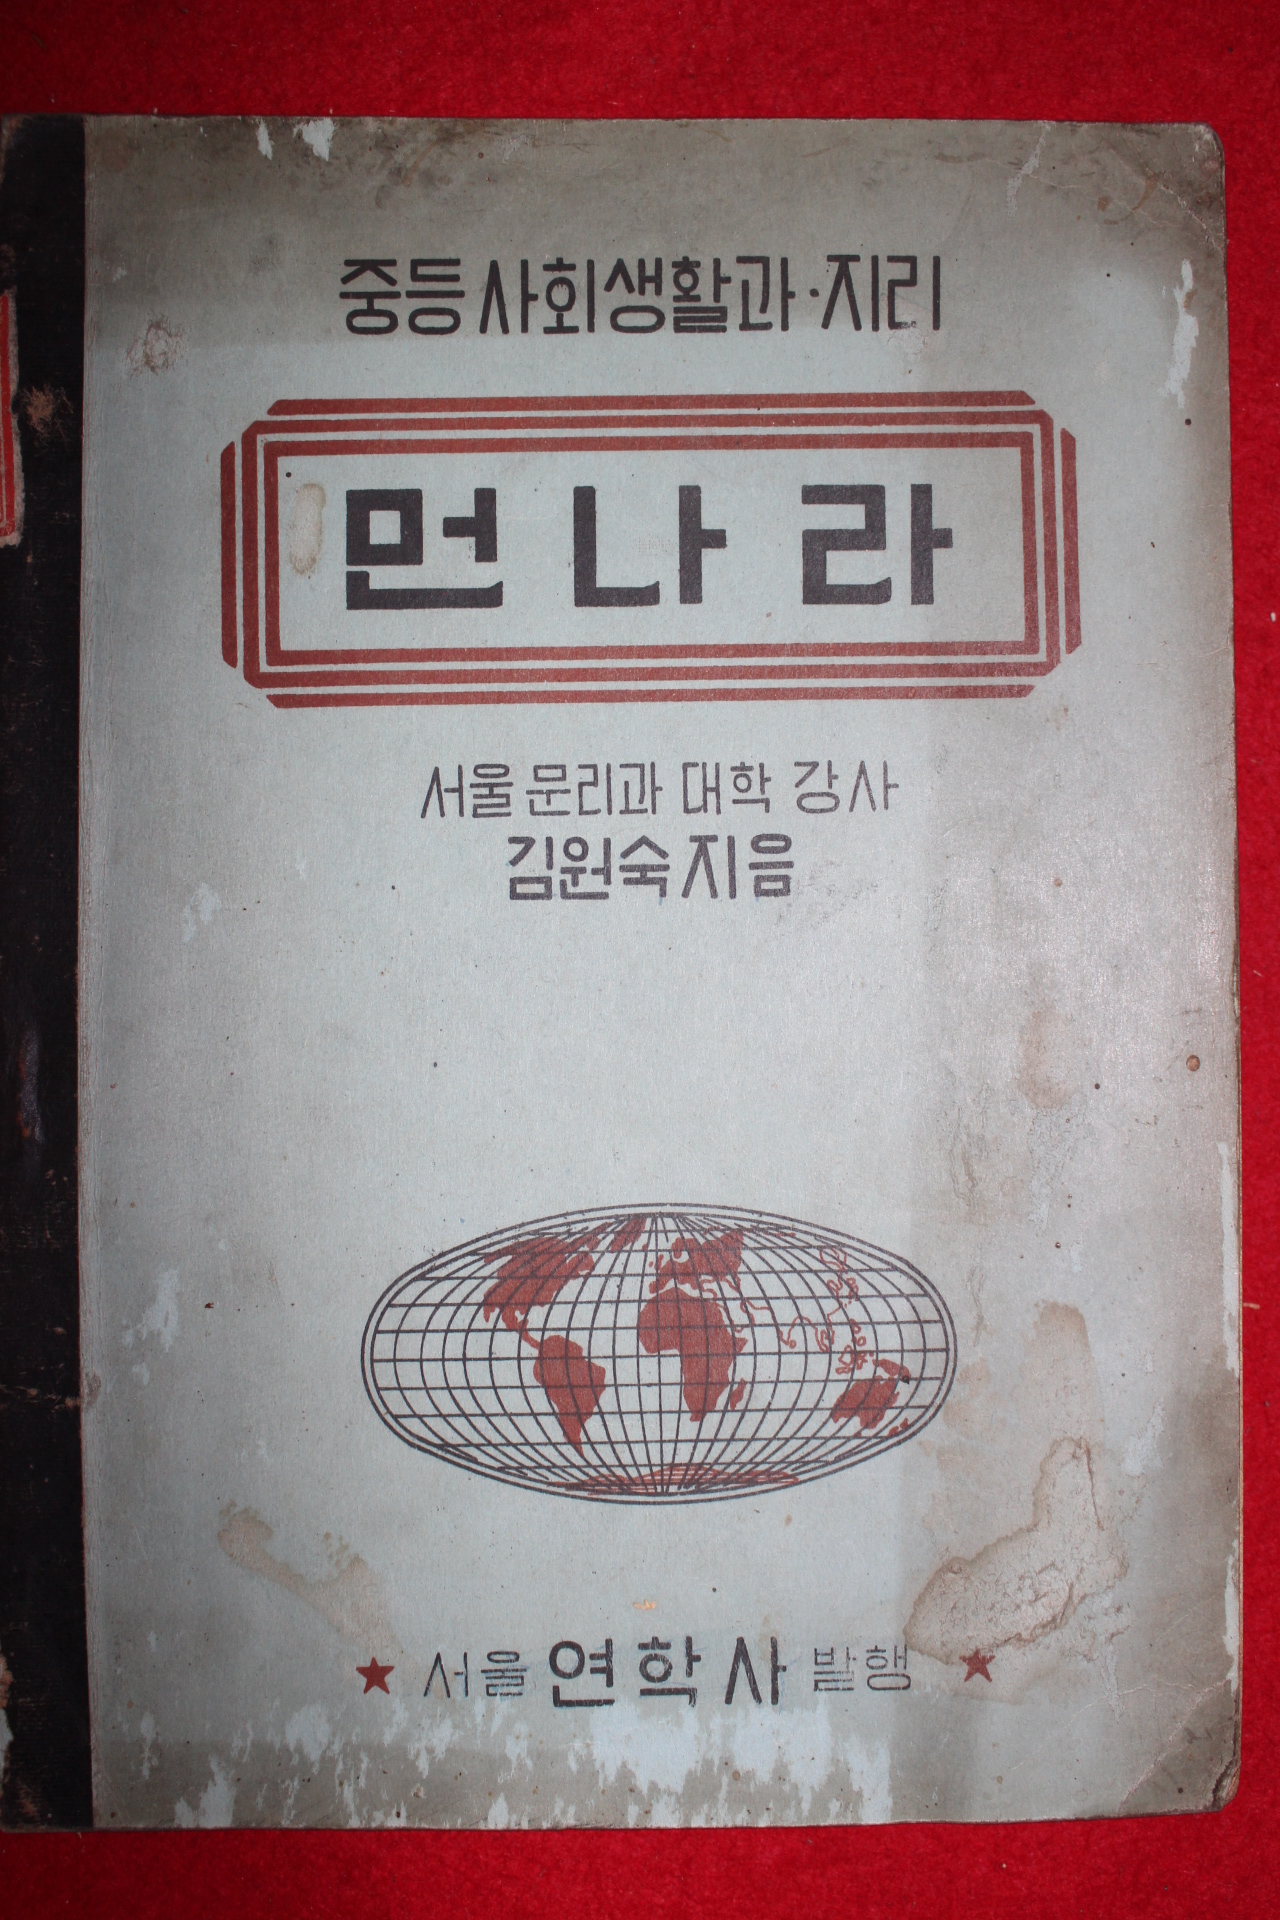 중등 사회생활과·지리
먼나라
서울 문리과 대학 강사
김원숙 지음
★ 서울 연학사 발행 ★